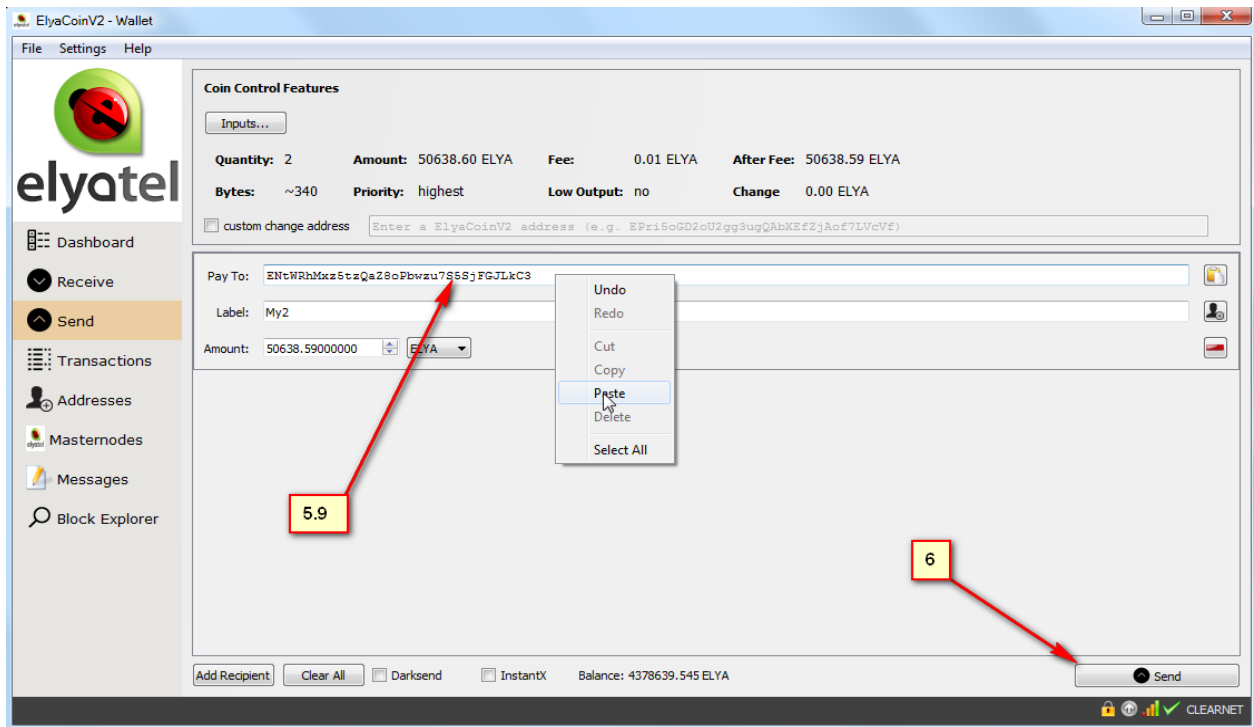 ElyaCoinV2 - Wallet
File Settings Help
elyatel
Dashboard
Receive
Send
Transactions
Addresses
Masternodes
Messages
Block Explorer
Coin Control Features
Inputs...
Quantity: 2 Amount: 50638.60 ELYA Fee: 0.01 ELYA After Fee: 50638.59 ELYA
Bytes: ~340 Priority: highest Low Output: no Change 0.00 ELYA
custom change address Enter a ElyaCoinV2 address (e.g. EPri5oGD2oU2gg3ugQAbXEfZjAof7LVcVf)
Pay To: ENtWRhMxz5tzQaZ8oPbwzu7S5SjFGJLkC3
Label: My2
Amount: 50638.59000000 ELYA
Undo
Redo
Cut
Copy
Paste
Delete
Select All
5.9
6
Add Recipient Clear All Darksend InstantX Balance: 4378639.545 ELYA Send
CLEARNET